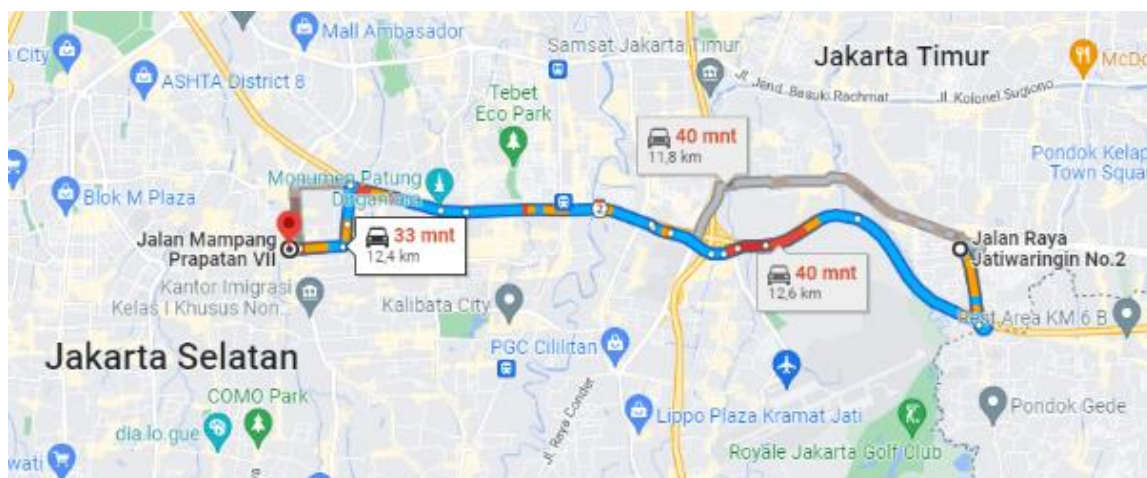 a City
Mall Ambasador
Samsat Jakarta Timur
Jakarta Timur
McDo
ASHTA District 8
Jl. Jend. Basuki Rachmat
Jl. Kolonel Sugiono
Tebet
Eco Park
40 mnt
11,8 km
Pondok Kelap
Town Squar
Blok M Plaza
Monumen Patung
Dirgantara
2
Jalan Mampang
Prapatan VII
33 mnt
12,4 km
Jalan Raya
Jatiwaringin No.2
40 mnt
12,6 km
Kantor Imigrasi
Kelas I Khusus Non...
Kalibata City
Rest Area KM 6 B
Jakarta Selatan
PGC Cililitan
COMO Park
Jl. Raya Condet
Lippo Plaza Kramat Jati
Pondok Gede
dia.lo.gue
Royale Jakarta Golf Club
wati